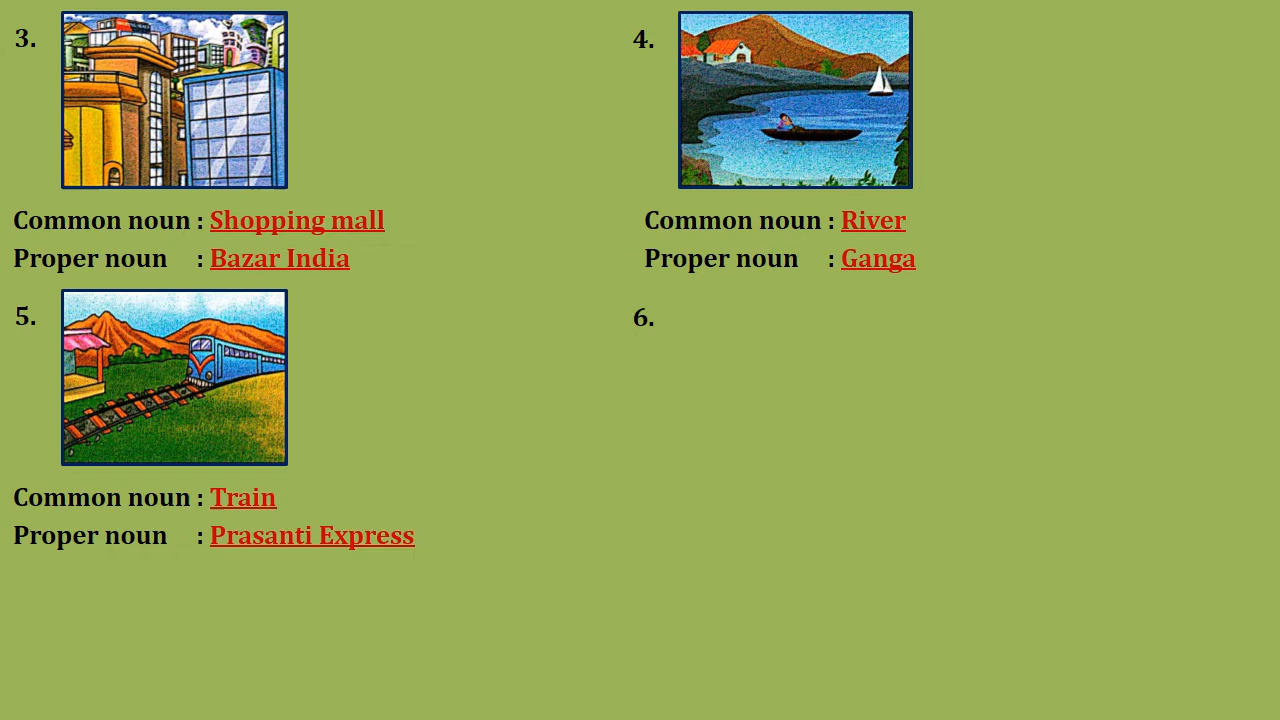 3.
4.
Common noun : Shopping mall
Proper noun : Bazar India
Common noun : River
Proper noun : Ganga
5.
6.
Common noun : Train
Proper noun : Prasanti Express